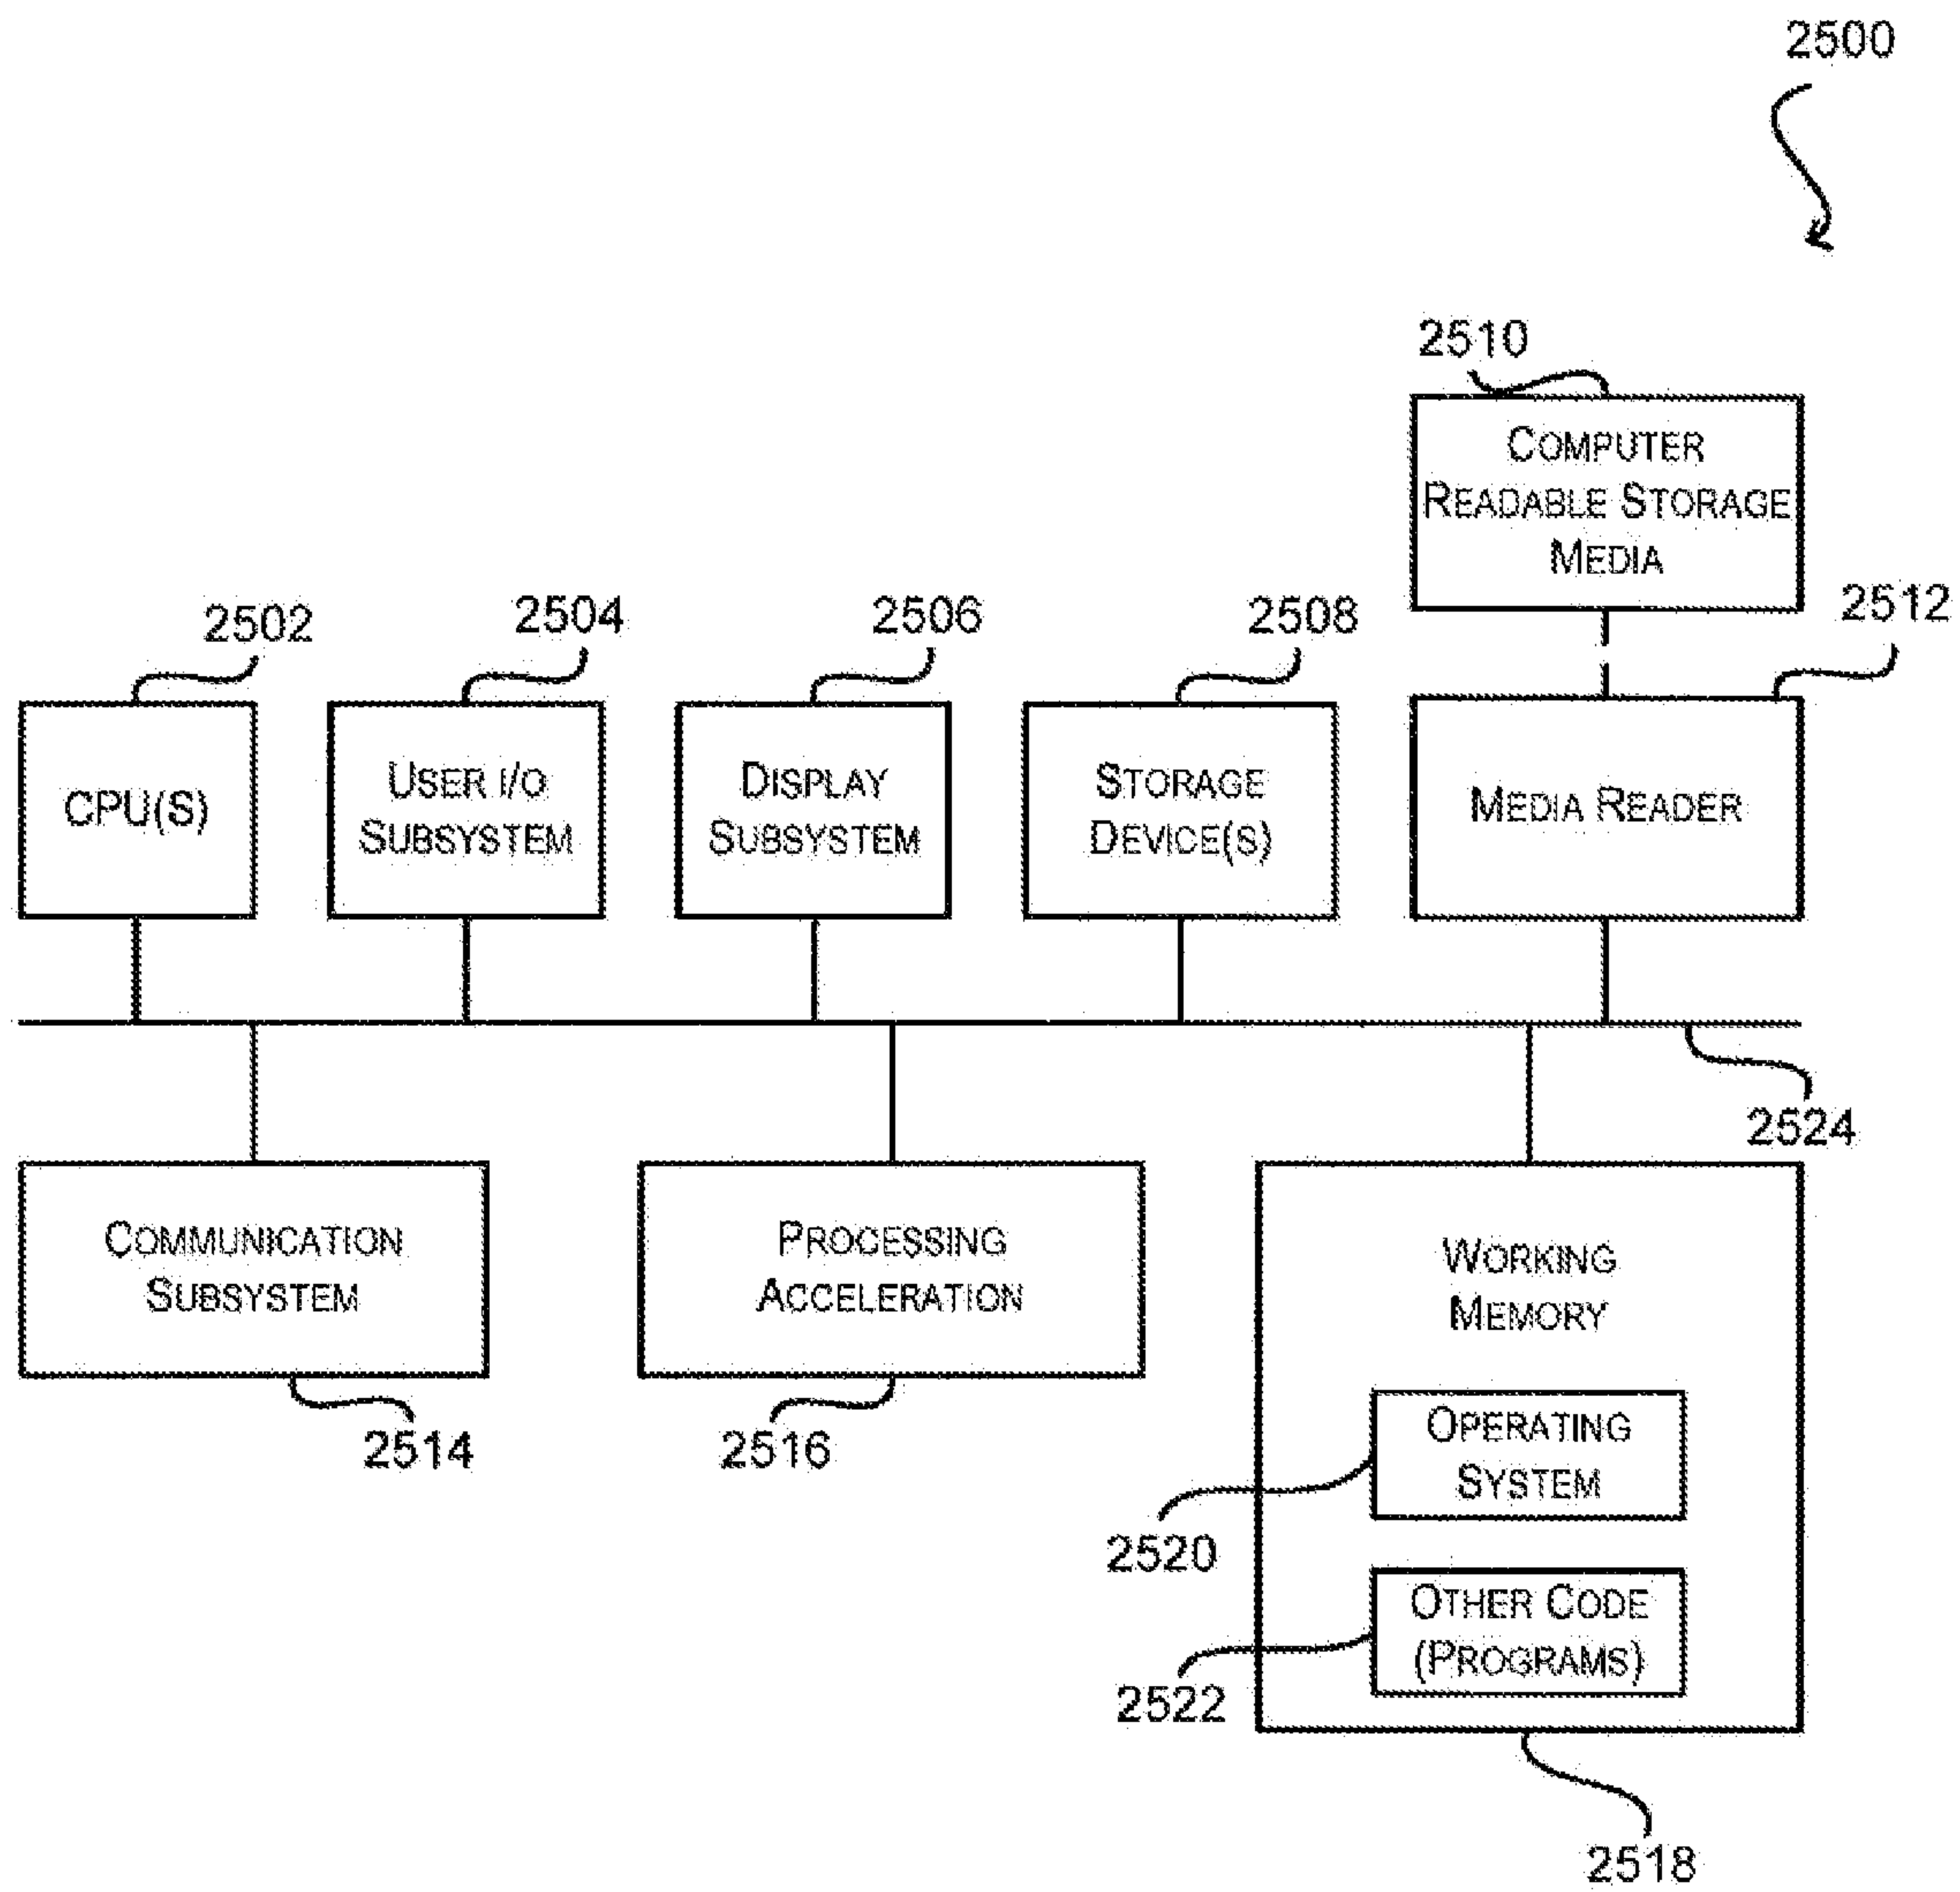 2500
2510
COMPUTER
READABLE STORAGE
MEDIA
2502
2504
2506
2508
2512
CPU(S)
USER I/O
SUBSYSTEM
DISPLAY
SUBSYSTEM
STORAGE
DEVICE(S)
MEDIA READER
2524
COMMUNICATION
SUBSYSTEM
PROCESSING
ACCELERATION
WORKING
MEMORY
2514
2516
OPERATING
SYSTEM
2520
OTHER CODE
(PROGRAMS)
2522
2518